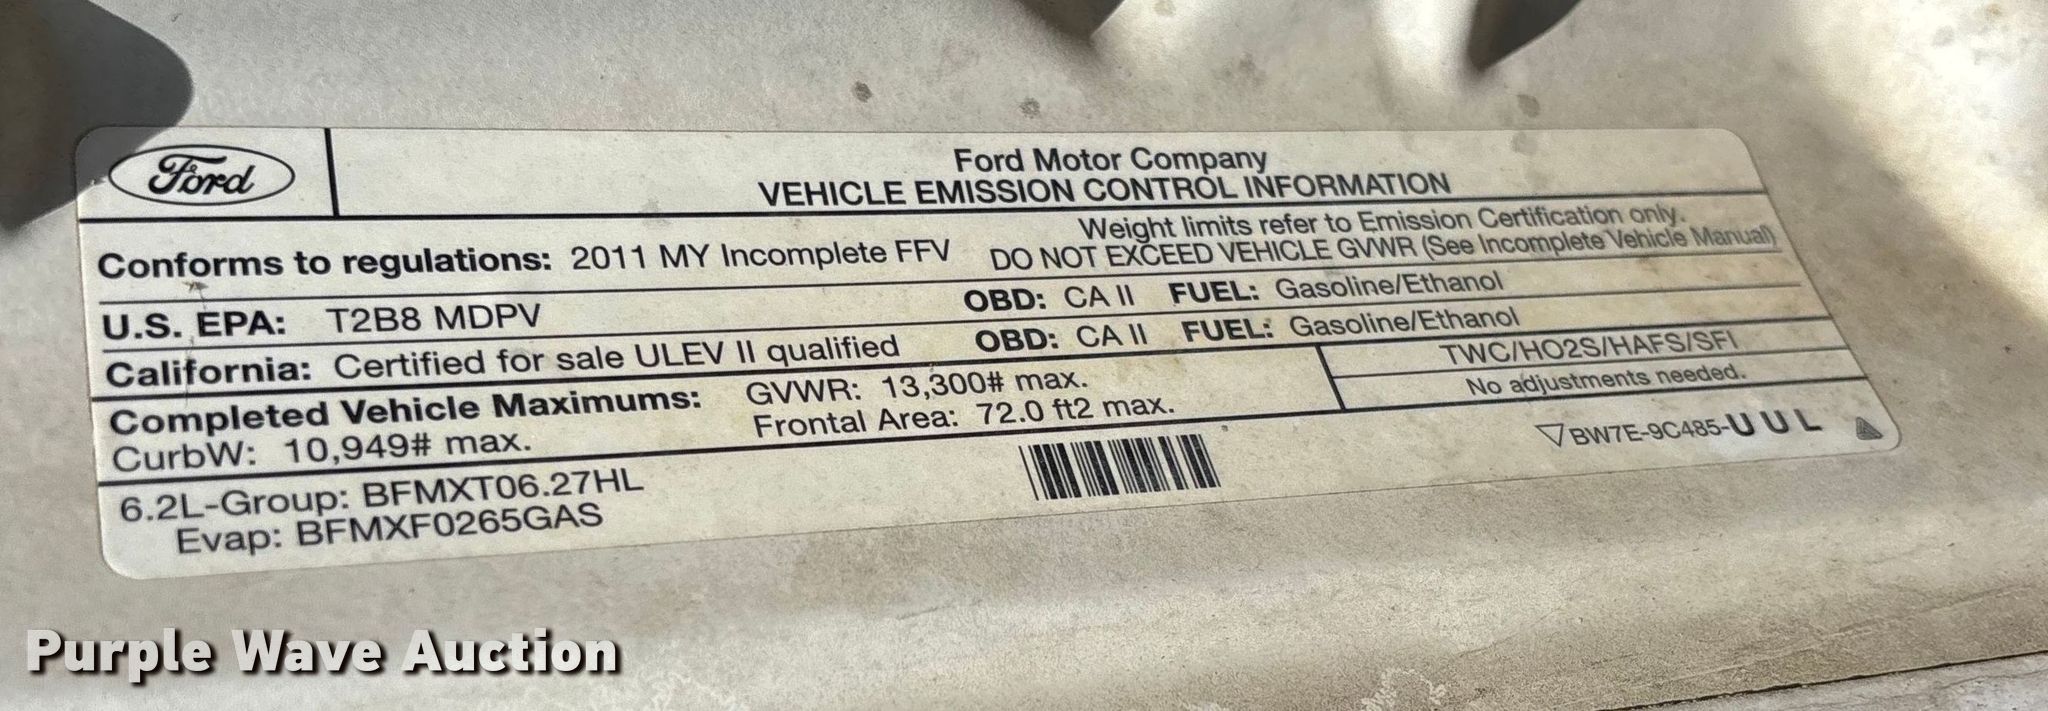 Ford
Ford Motor Company
VEHICLE EMISSION CONTROL INFORMATION
Conforms to regulations: 2011 MY Incomplete FFV
Weight limits refer to Emission Certification only.
DO NOT EXCEED VEHICLE GVWR (See Incomplete Vehicle Manual)
U.S. EPA: T2B8 MDPV OBD: CA II FUEL: Gasoline/Ethanol
California: Certified for sale ULEV II qualified OBD: CA II FUEL: Gasoline/Ethanol
Completed Vehicle Maximums: GVWR: 13,300# max.
CurbW: 10,949# max. Frontal Area: 72.0 ft2 max.
TWC/HO2S/HAFS/SFI
No adjustments needed.
6.2L-Group: BFMXT06.27HL
Evap: BFMXF0265GAS
BW7E-9C485-UUL
Purple Wave Auction